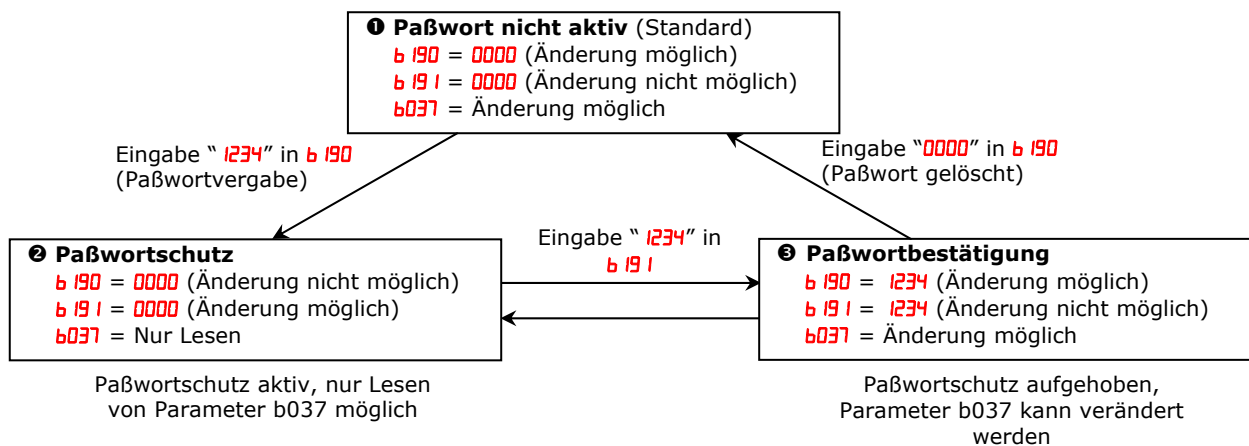 ❶ Paßwort nicht aktiv (Standard)
b190 = 0000 (Änderung möglich)
b191 = 0000 (Änderung nicht möglich)
b037 = Änderung möglich
Eingabe “1234” in b190
(Paßwortvergabe)
Eingabe “0000” in b190
(Paßwort gelöscht)
❷ Paßwortschutz
b190 = 0000 (Änderung nicht möglich)
b191 = 0000 (Änderung möglich)
b037 = Nur Lesen
Eingabe “1234” in
b191
❸ Paßwortbestätigung
b190 = 1234 (Änderung möglich)
b191 = 1234 (Änderung nicht möglich)
b037 = Änderung möglich
Paßwortschutz aktiv, nur Lesen
von Parameter b037 möglich
Paßwortschutz aufgehoben,
Parameter b037 kann verändert
werden